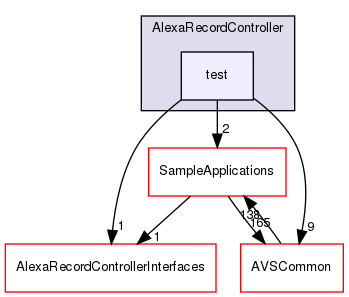 AlexaRecordController
test
2
SampleApplications
138
165
1
1
9
AlexaRecordControllerInterfaces
AVSCommon